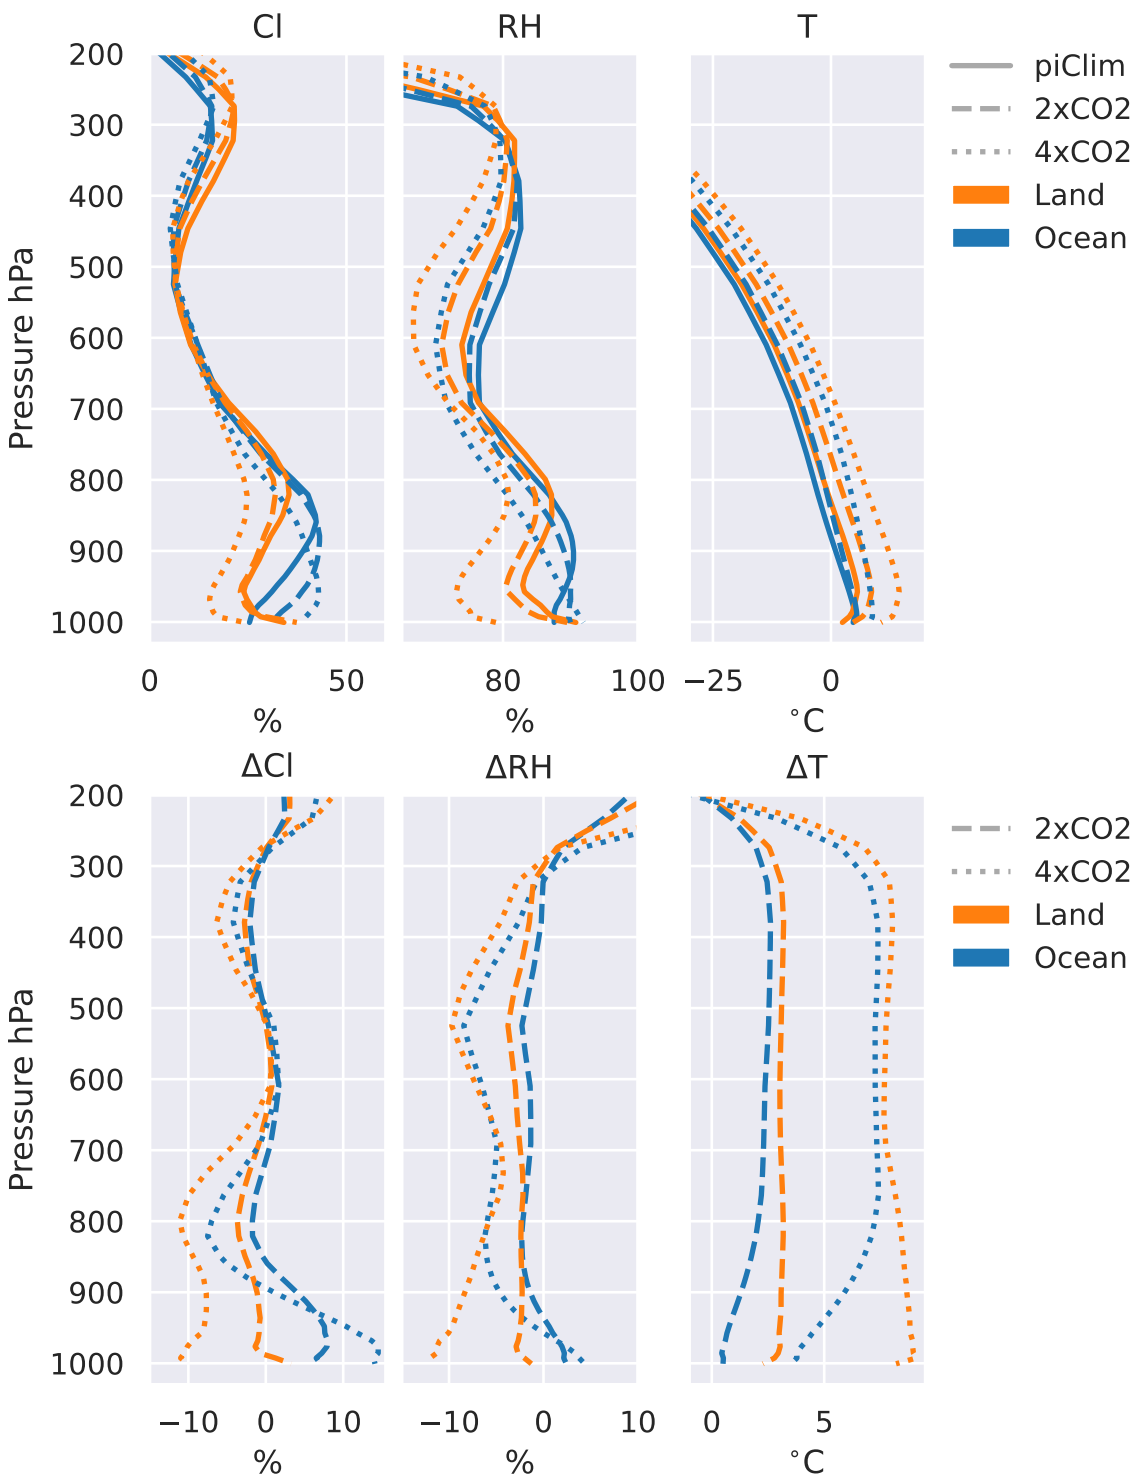 Cl RH T
200
300
400
500
600
700
800
900
1000
Pressure hPa
0 50
80 100
−25 0
% % °C
piClim
2xCO2
4xCO2
Land
Ocean
ΔCl ΔRH ΔT
200
300
400
500
600
700
800
900
1000
Pressure hPa
−10 0 10
−10 0 10
0 5
% % °C
2xCO2
4xCO2
Land
Ocean